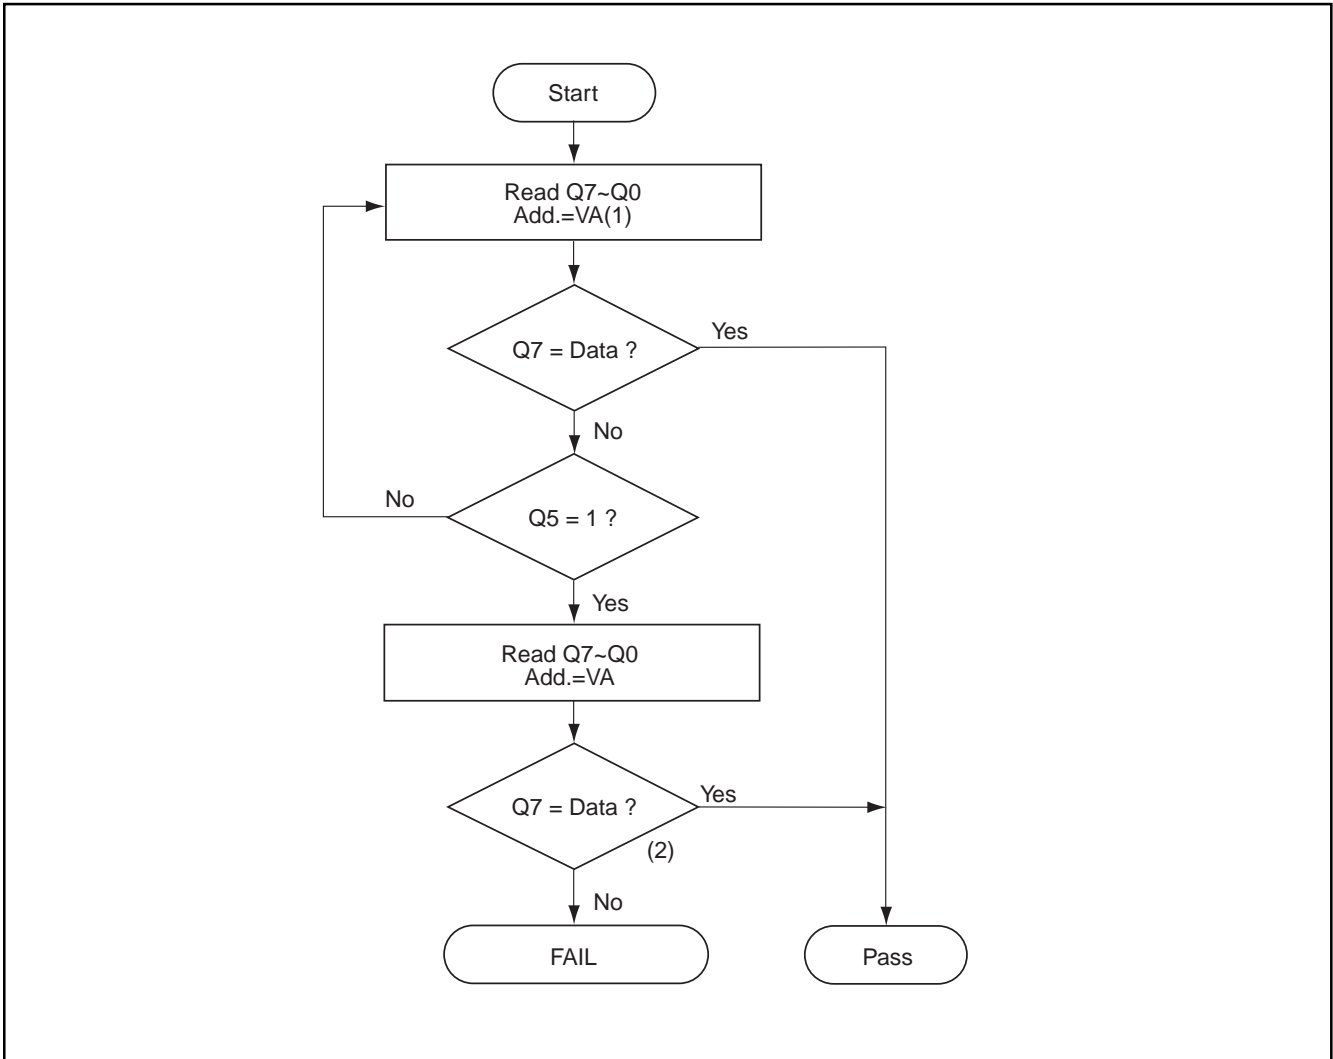 Start
Read Q7~Q0
Add.=VA(1)
Q7 = Data ?
Yes
No
No
Q5 = 1 ?
Yes
Read Q7~Q0
Add.=VA
Q7 = Data ?
Yes
(2)
No
FAIL
Pass